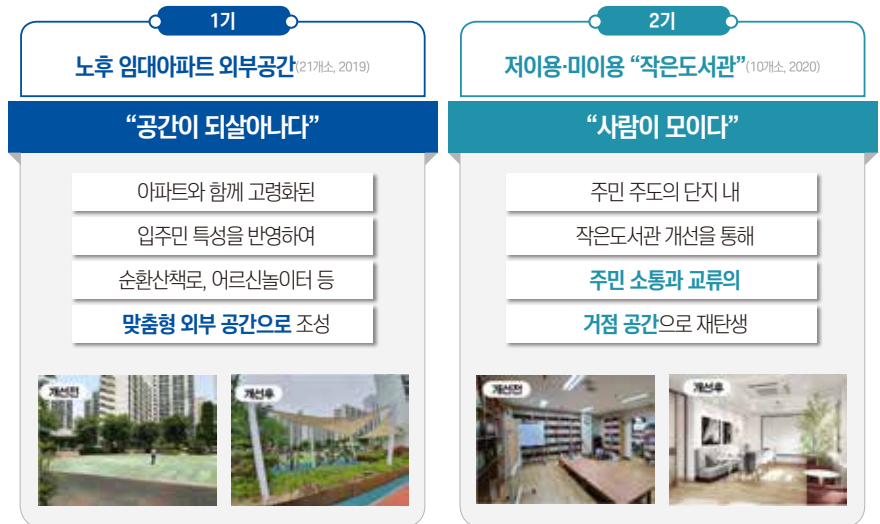 1기
노후 임대아파트 외부공간(21개소, 2019)
“공간이 되살아나다”
아파트와 함께 고령화된
입주민 특성을 반영하여
순환산책로, 어르신놀이터 등
맞춤형 외부 공간으로 조성
개선전
개선후
2기
저이용·미이용 “작은도서관”(10개소, 2020)
“사람이 모이다”
주민 주도의 단지 내
작은도서관 개선을 통해
주민 소통과 교류의
거점 공간으로 재탄생
개선전
개선후